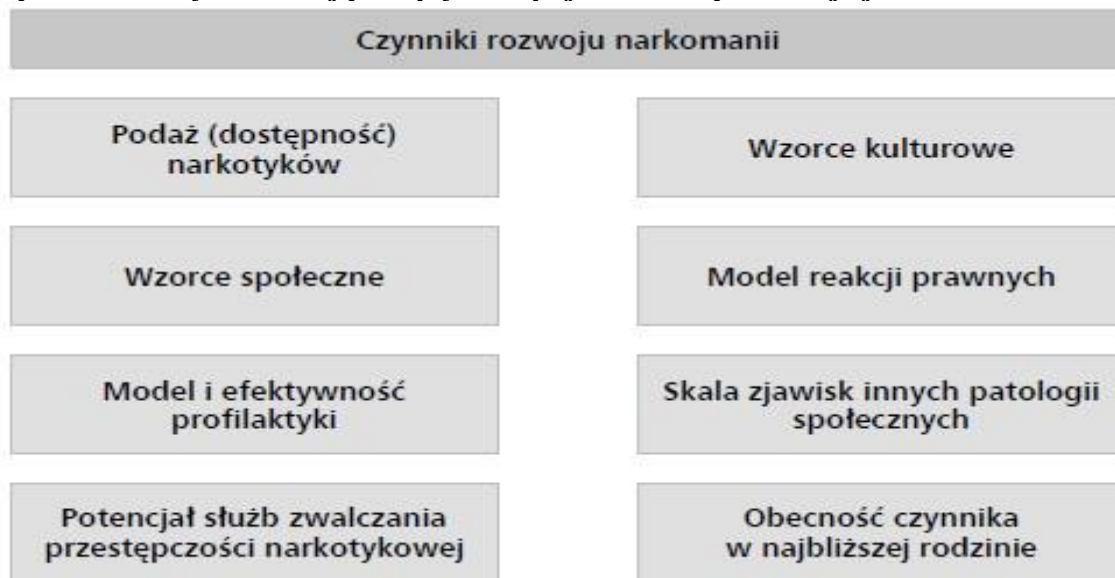 Czynniki rozwoju narkomanii
Podaż (dostępność)
narkotyków
Wzorce kulturowe
Wzorce społeczne
Model reakcji prawnych
Model i efektywność
profilaktyki
Skala zjawisk innych patologii
społecznych
Potencjał służb zwalczania
przestępczości narkotykowej
Obecność czynnika
w najbliższej rodzinie